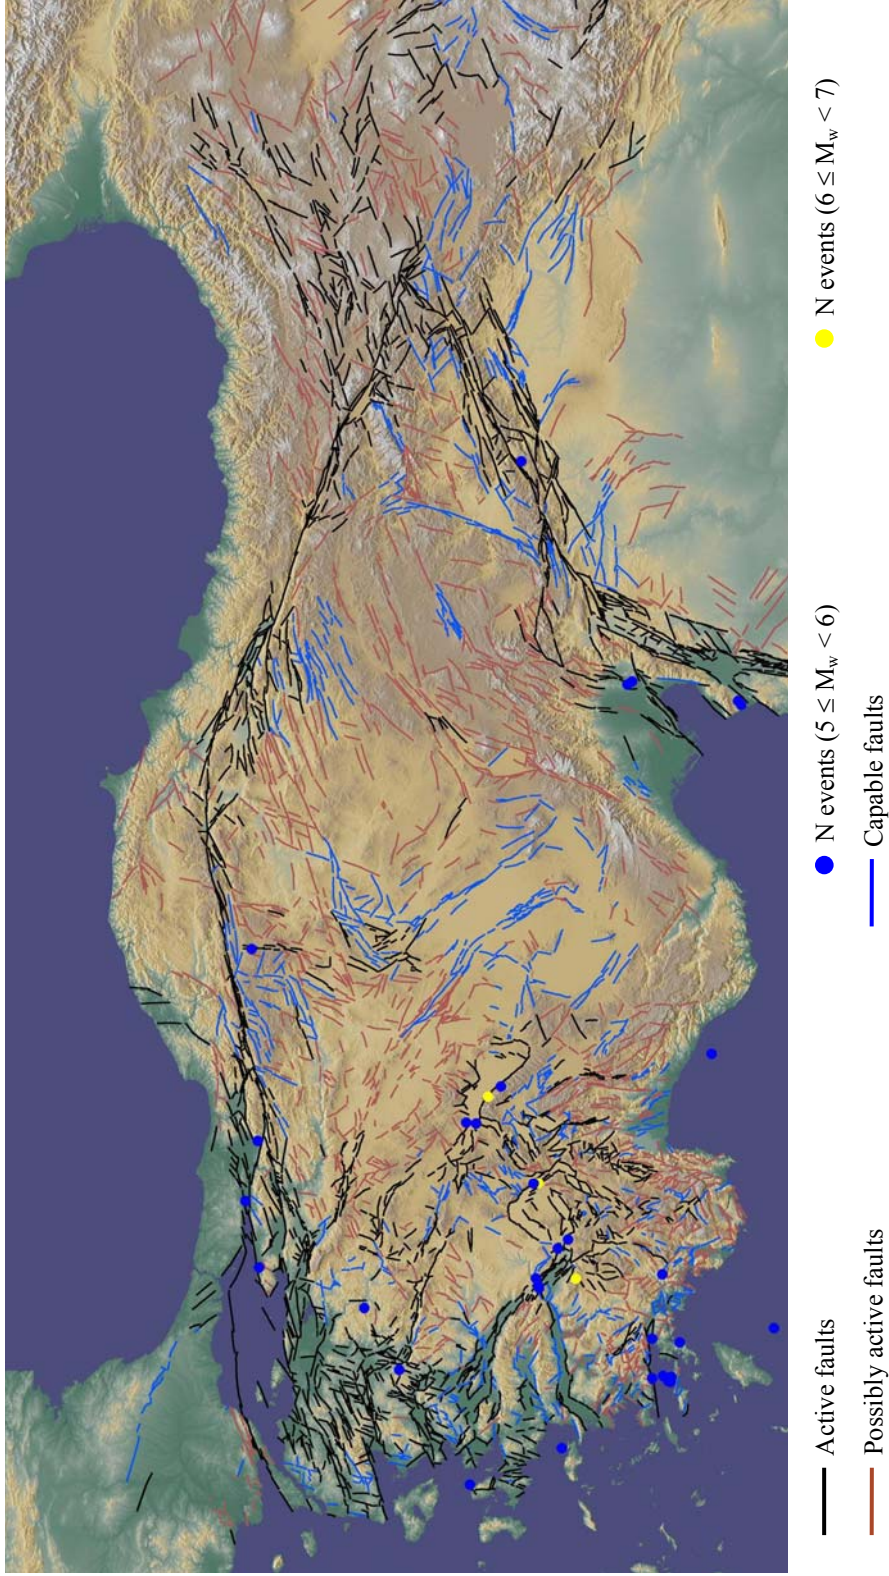 Active faults
Possibly active faults
N events (5 ≤ Mw < 6)
Capable faults
N events (6 ≤ Mw < 7)